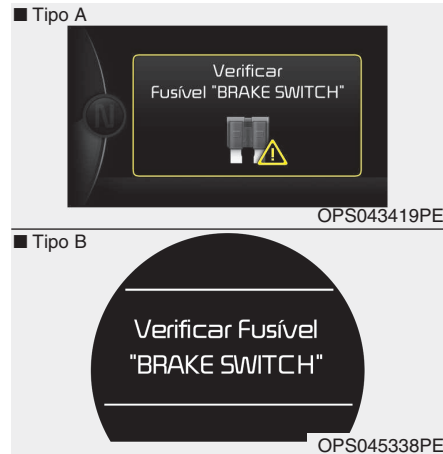 ■ Tipo A
Verificar
Fusível "BRAKE SWITCH"
N
OPS043419PE
■ Tipo B
Verificar Fusível
"BRAKE SWITCH"
OPS045338PE